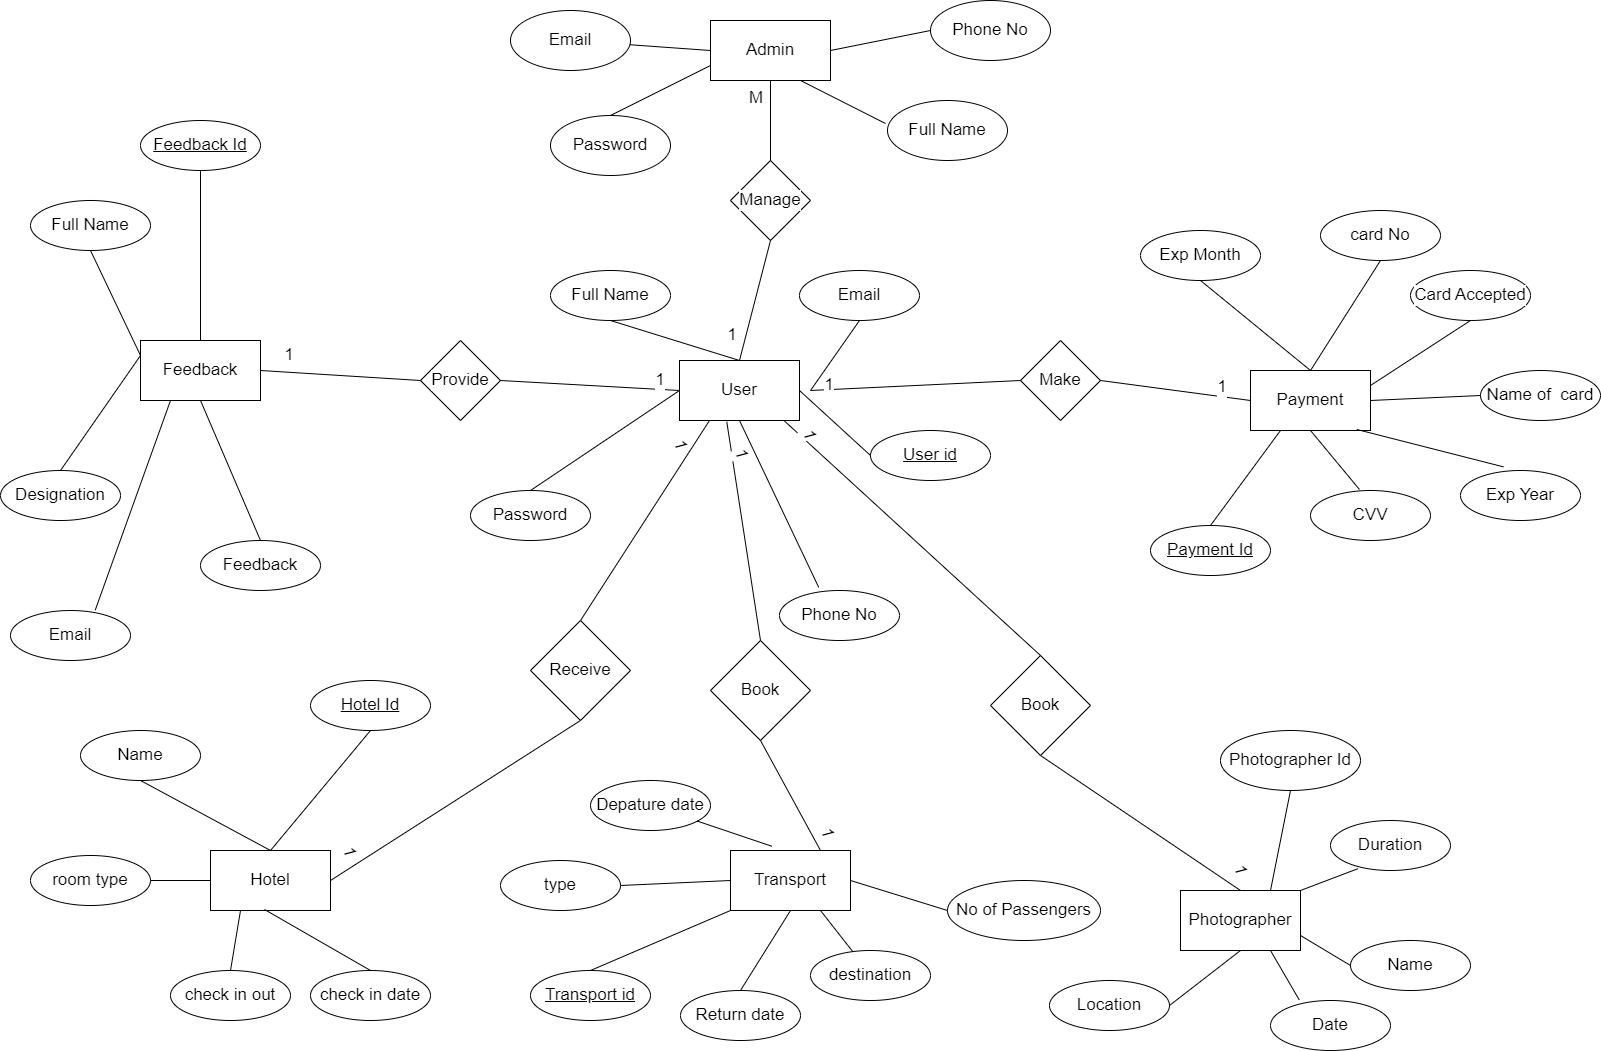 Phone No
Email
Admin
M
Full Name
Password
Feedback Id
Manage
Full Name
card No
Exp Month
Full Name
Email
Card Accepted
1
1
Feedback
Provide
1
User
1
Make
1
Payment
Name of  card
1
1
1
User id
Designation
Password
Exp Year
CVV
Payment Id
Feedback
Phone No
Email
Receive
Book
Book
Hotel Id
Name
Photographer Id
Depature date
1
1
Duration
1
room type
Hotel
type
Transport
No of Passengers
Photographer
Name
destination
check in out
check in date
Transport id
Location
Return date
Date